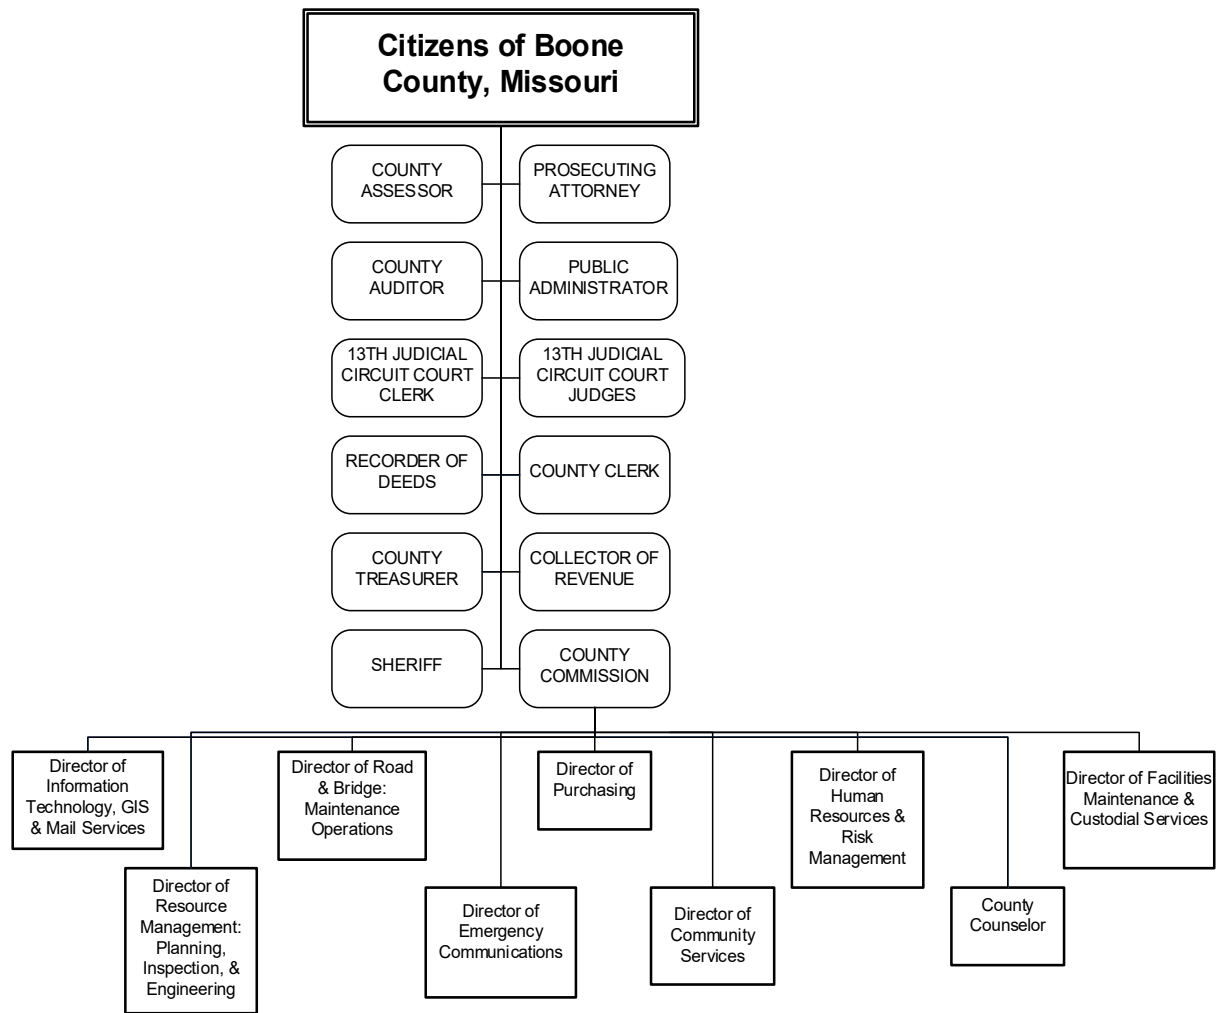 Citizens of Boone
County, Missouri
COUNTY
ASSESSOR
PROSECUTING
ATTORNEY
COUNTY
AUDITOR
PUBLIC
ADMINISTRATOR
13TH JUDICIAL
CIRCUIT COURT
CLERK
13TH JUDICIAL
CIRCUIT COURT
JUDGES
RECORDER OF
DEEDS
COUNTY CLERK
COUNTY
TREASURER
COLLECTOR OF
REVENUE
SHERIFF
COUNTY
COMMISSION
Director of
Information
Technology, GIS
& Mail Services
Director of Road
& Bridge:
Maintenance
Operations
Director of
Purchasing
Director of
Human
Resources &
Risk
Management
Director of Facilities
Maintenance &
Custodial Services
Director of
Resource
Management:
Planning,
Inspection, &
Engineering
Director of
Emergency
Communications
Director of
Community
Services
County
Counselor